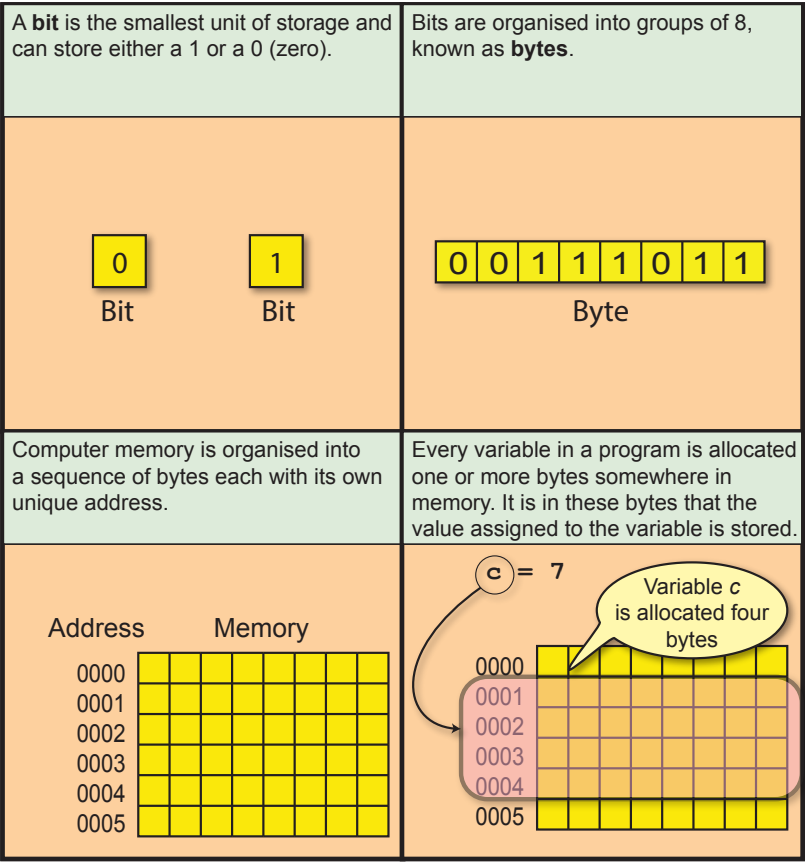 A bit is the smallest unit of storage and
can store either a 1 or a 0 (zero).
0
1
Bit
Bit
Bits are organised into groups of 8,
known as bytes.
0 0 1 1 1 0 1 1
Byte
Computer memory is organised into
a sequence of bytes each with its own
unique address.
Address Memory
0000
0001
0002
0003
0004
0005
Every variable in a program is allocated
one or more bytes somewhere in
memory. It is in these bytes that the
value assigned to the variable is stored.
c = 7
Variable c
is allocated four
bytes
0000
0001
0002
0003
0004
0005